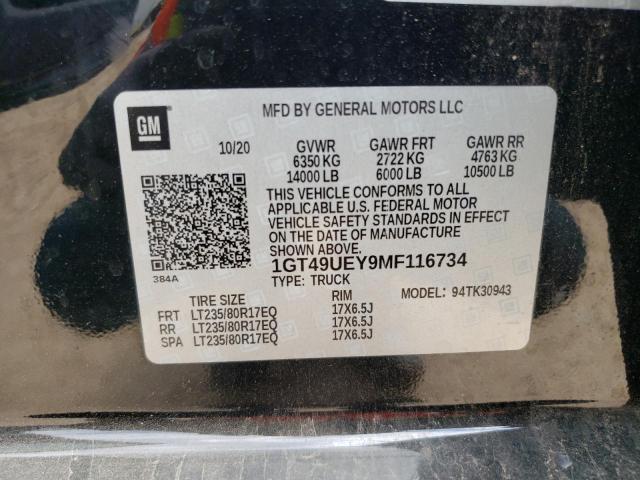 MFD BY GENERAL MOTORS LLC
GM
10/20 GVWR GAWR FRT GAWR RR
6350 KG 2722 KG 4763 KG
14000 LB 6000 LB 10500 LB
THIS VEHICLE CONFORMS TO ALL
APPLICABLE U.S. FEDERAL MOTOR
VEHICLE SAFETY STANDARDS IN EFFECT
ON THE DATE OF MANUFACTURE
SHOWN ABOVE.
384A 1GT49UEY9MF116734
TYPE: TRUCK MODEL: 94TK30943
TIRE SIZE RIM
FRT LT235/80R17EQ 17X6.5J
RR LT235/80R17EQ 17X6.5J
SPA LT235/80R17EQ 17X6.5J